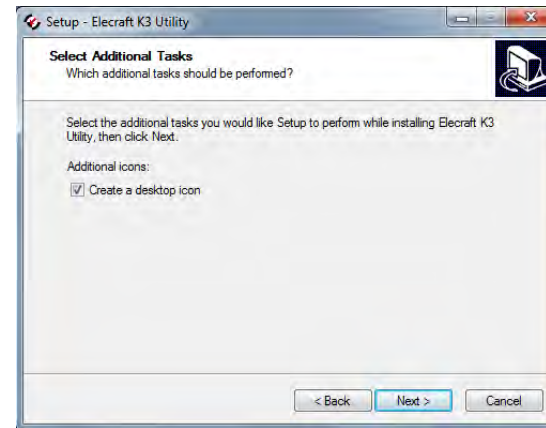 Setup - Elecraft K3 Utility
Select Additional Tasks
Which additional tasks should be performed?
Select the additional tasks you would like Setup to perform while installing Elecraft K3
Utility, then click Next.
Additional icons:
Create a desktop icon
< Back Next > Cancel